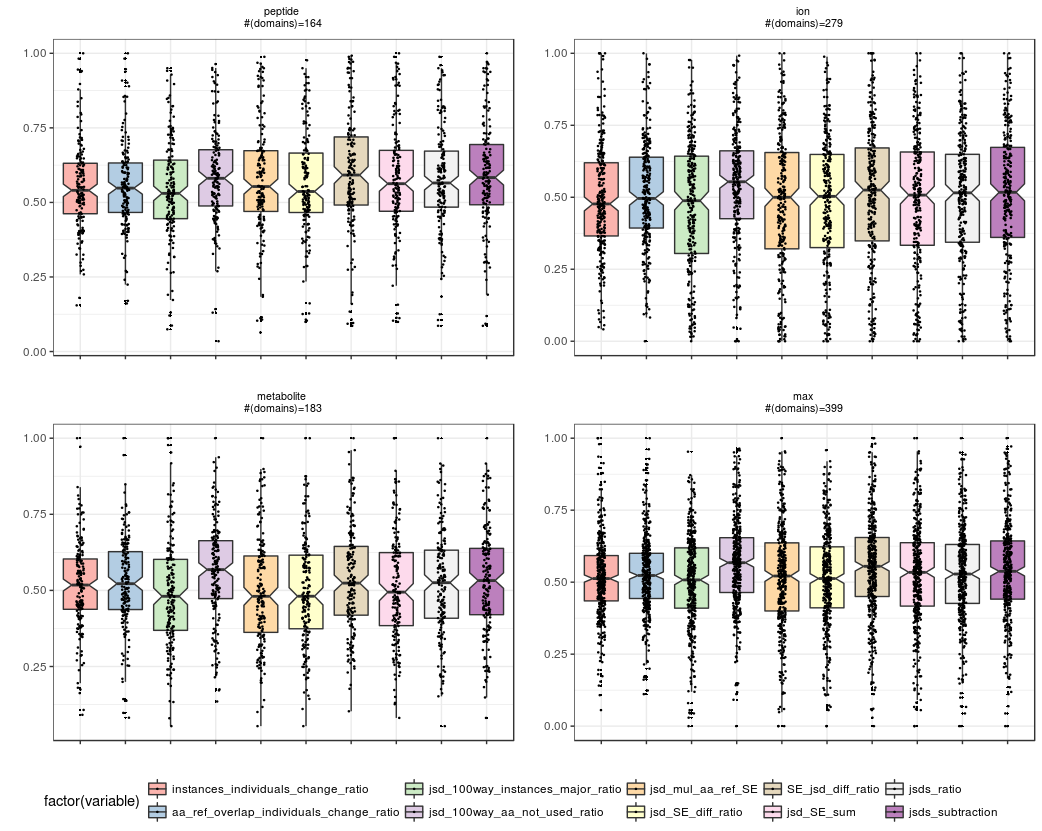 peptide
#(domains)=164
ion
#(domains)=279
1.00
0.75
0.50
0.25
0.00
1.00
0.75
0.50
0.25
0.00
metabolite
#(domains)=183
max
#(domains)=399
1.00
0.75
0.50
0.25
1.00
0.75
0.50
0.25
0.00
factor(variable)
instances_individuals_change_ratio
jsd_100way_instances_major_ratio
jsd_mul_aa_ref_SE
SE_jsd_diff_ratio
jsds_ratio
aa_ref_overlap_individuals_change_ratio
jsd_100way_aa_not_used_ratio
jsd_SE_diff_ratio
jsd_SE_sum
jsds_subtraction